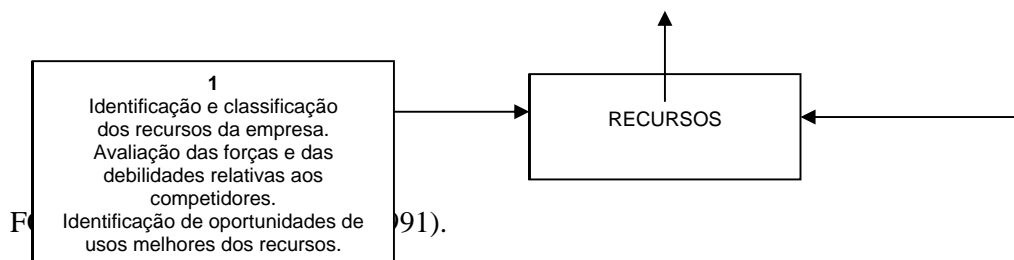 1
Identificação e classificação
dos recursos da empresa.
Avaliação das forças e das
debilidades relativas aos
competidores.
Identificação de oportunidades de
usos melhores dos recursos.
RECURSOS
F
91).